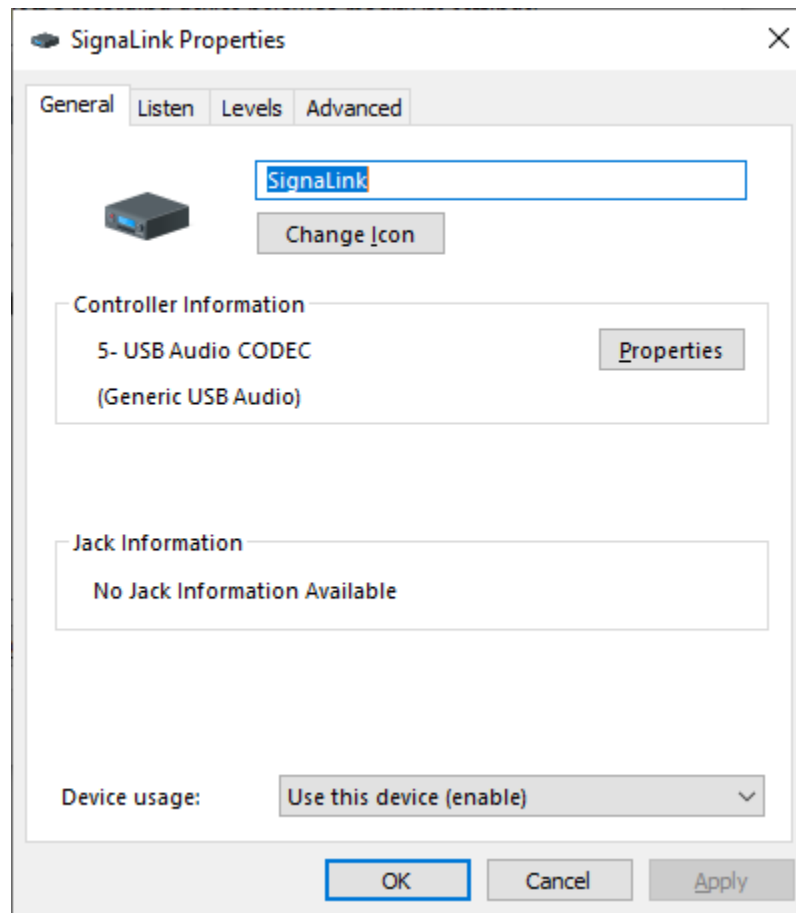 SignaLink Properties
General Listen Levels Advanced
SignaLink
Change Icon
Controller Information
5- USB Audio CODEC
Properties
(Generic USB Audio)
Jack Information
No Jack Information Available
Device usage: Use this device (enable)
OK Cancel Apply